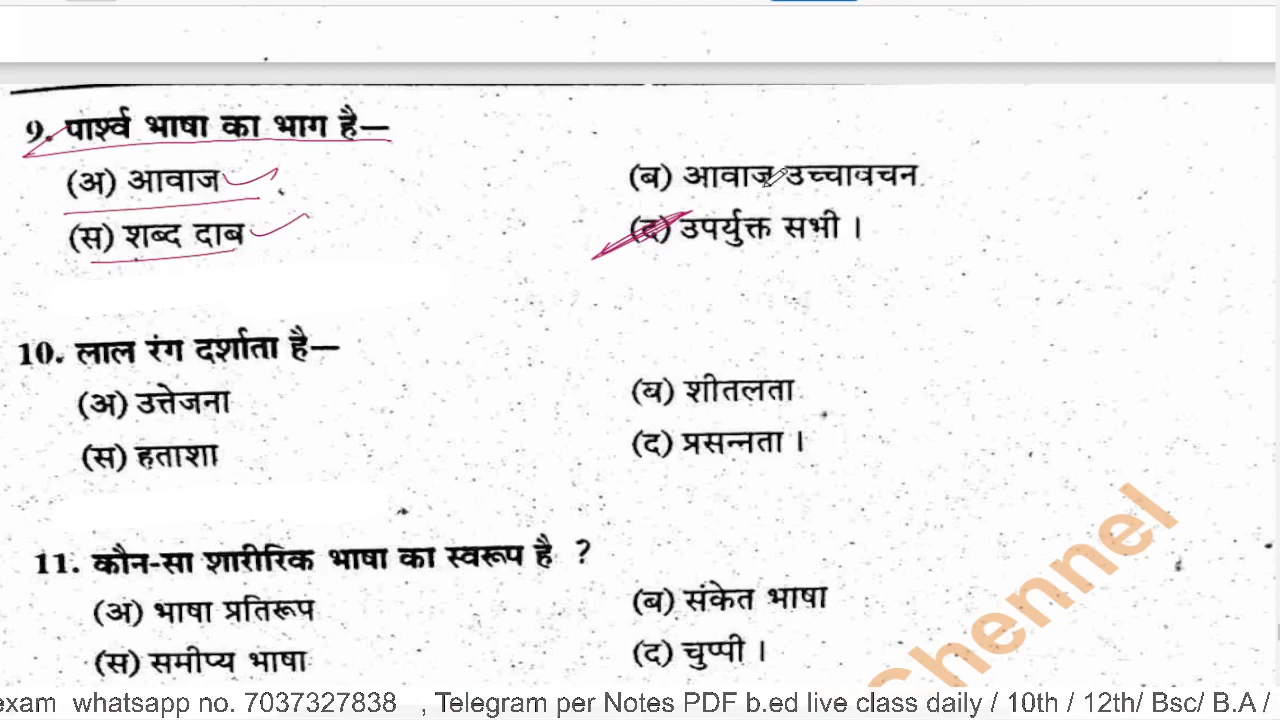 9. पार्श्व भाषा का भाग है—
(अ) आवाज (ब) आवाज उच्चावचन
(स) शब्द दाब (द) उपर्युक्त सभी ।
10. लाल रंग दर्शाता है—
(अ) उत्तेजना (ब) शीतलता
(स) हताशा (द) प्रसन्नता ।
11. कौन-सा शारीरिक भाषा का स्वरूप है ?
(अ) भाषा प्रतिरूप (ब) संकेत भाषा
(स) समीप्य भाषा (द) चुप्पी ।
Chennel
exam whatsapp no. 7037327838 , Telegram per Notes PDF b.ed live class daily / 10th / 12th/ Bsc/ B.A /